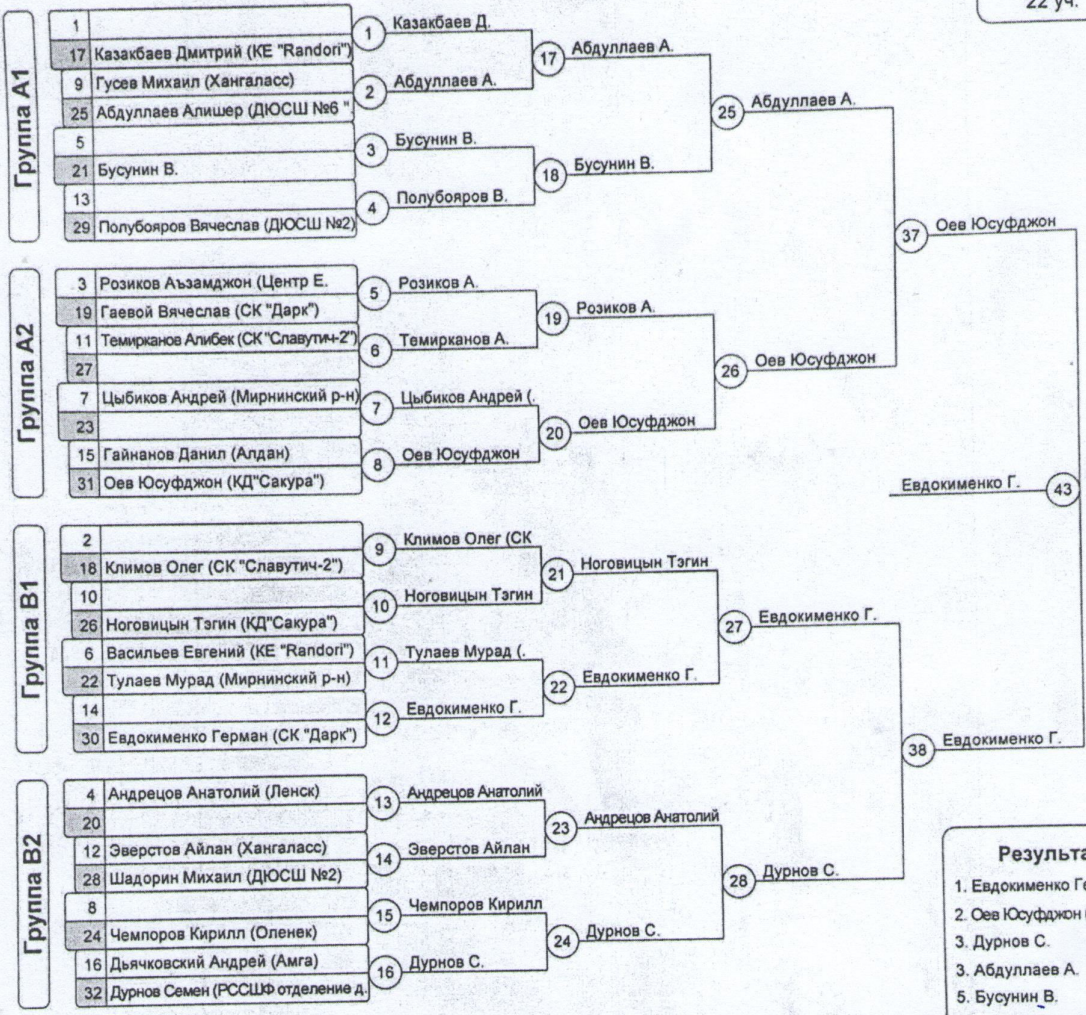 22 уч.
Группа A1
1
17 Казакбаев Дмитрий (KE "Randori")
9 Гусев Михаил (Хангаласс)
25 Абдуллаев Алишер (ДЮСШ №6 "
5
21 Бусунин В.
13
29 Полубояров Вячеслав (ДЮСШ №2)
1 Казакбаев Д.
2 Абдуллаев А.
3 Бусунин В.
4 Полубояров В.
17 Абдуллаев А.
18 Бусунин В.
25 Абдуллаев А.
Группа A2
3 Розиков Аъзамджон (Центр Е.
19 Гаевой Вячеслав (СК "Дарк")
11 Темирканов Алибек (СК "Славутич-2")
27
7 Цыбиков Андрей (Мирнинский р-н)
23
15 Гайнанов Данил (Алдан)
31 Оев Юсуфджон (КД"Сакура")
5 Розиков А.
6 Темирканов А.
7 Цыбиков Андрей (.
8 Оев Юсуфджон
19 Розиков А.
20 Оев Юсуфджон
26 Оев Юсуфджон
37 Оев Юсуфджон
Евдокименко Г. 43
Группа B1
2
18 Климов Олег (СК "Славутич-2")
10
26 Ноговицын Тэгин (КД"Сакура")
6 Васильев Евгений (KE "Randori")
22 Тулаев Мурад (Мирнинский р-н)
14
30 Евдокименко Герман (СК "Дарк")
9 Климов Олег (СК
10 Ноговицын Тэгин
11 Тулаев Мурад (.
12 Евдокименко Г.
21 Ноговицын Тэгин
22 Евдокименко Г.
27 Евдокименко Г.
38 Евдокименко Г.
Группа B2
4 Андрецов Анатолий (Ленск)
20
12 Эверстов Айлан (Хангаласс)
28 Шадорин Михаил (ДЮСШ №2)
8
24 Чемпоров Кирилл (Оленек)
16 Дьячковский Андрей (Амга)
32 Дурнов Семен (РССШФ отделение д.
13 Андрецов Анатолий
14 Эверстов Айлан
15 Чемпоров Кирилл
16 Дурнов С.
23 Андрецов Анатолий
24 Дурнов С.
28 Дурнов С.
Результа
1. Евдокименко Ге
2. Оев Юсуфджон (
3. Дурнов С.
3. Абдуллаев А.
5. Бусунин В.